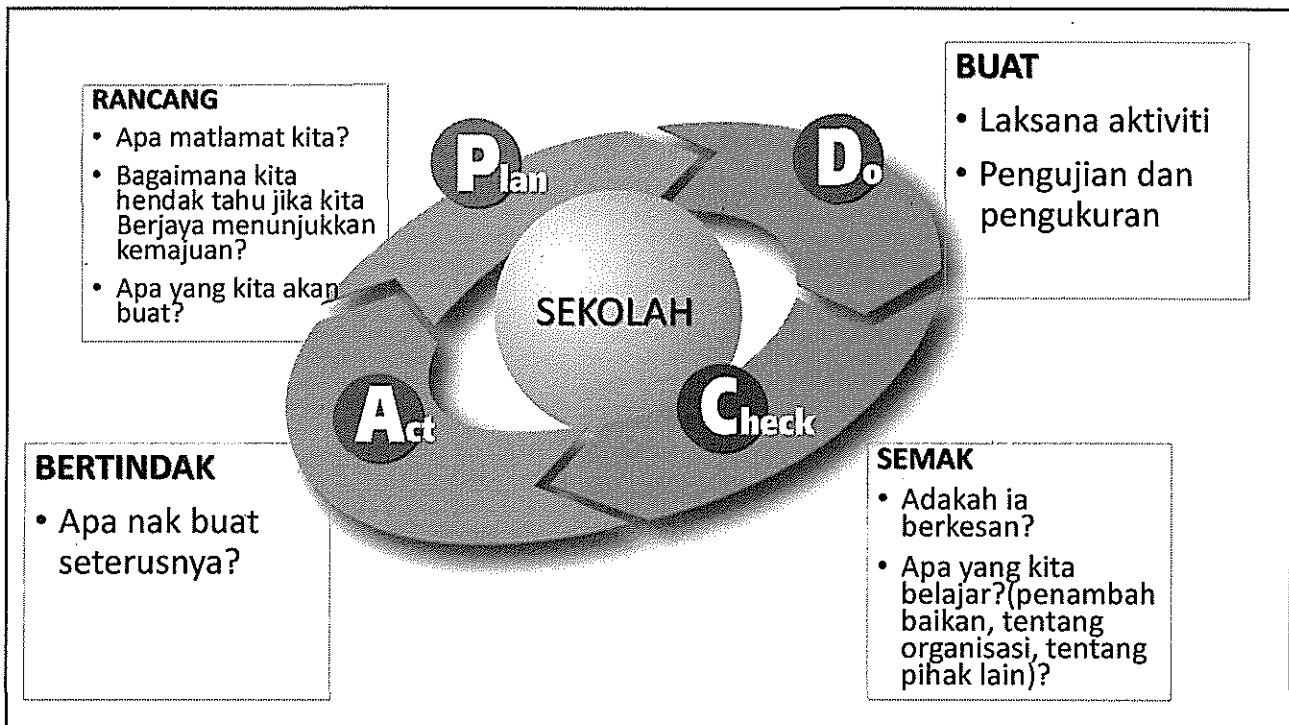 RANCANG
• Apa matlamat kita?
• Bagaimana kita
hendak tahu jika kita
Berjaya menunjukkan
kemajuan?
• Apa yang kita akan
buat?
Plan
Do
BUAT
• Laksana aktiviti
• Pengujian dan
pengukuran
SEKOLAH
Act
Check
BERTINDAK
• Apa nak buat
seterusnya?
SEMAK
• Adakah ia
berkesan?
• Apa yang kita
belajar?(penambah
baikan, tentang
organisasi, tentang
pihak lain)?